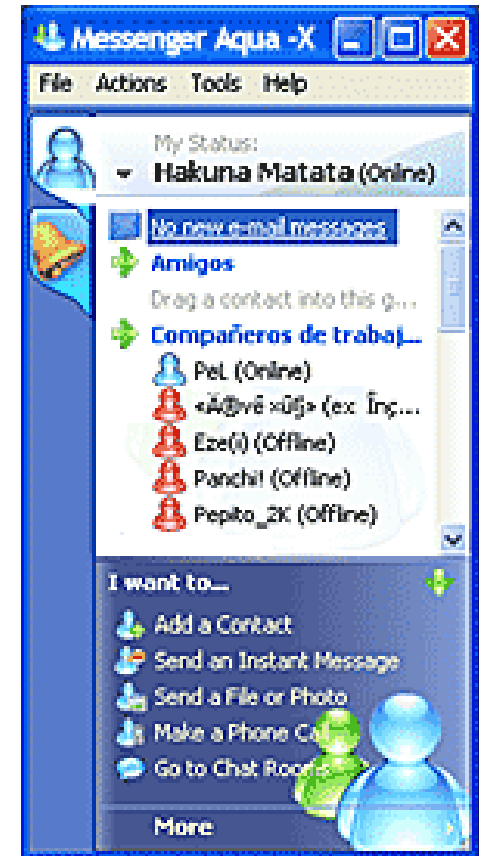 Messenger Aqua -X
File Actions Tools Help
My Status:
Hakuna Matata (Online)
No new e-mail messages
Amigos
Drag a contact into this g...
Compañeros de trabaj...
PeL (Online)
Eze(i) (Offline)
Panchi! (Offline)
Pepito_2K (Offline)
I want to...
Add a Contact
Send an Instant Message
Send a File or Photo
Make a Phone Call
Go to Chat Rooms
More